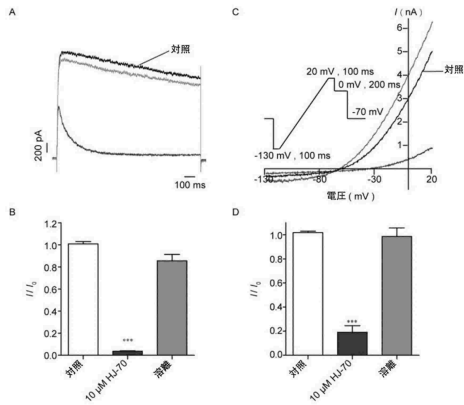 A
対照
200 pA
100 ms
C
I ( nA )
6
5
4
3
2
1
対照
20 mV , 100 ms
0 mV , 200 ms
-70 mV
-130 mV , 100 ms
-130
-80
-30
20
電圧 ( mV )
B
I / I0
1.2
1.0
0.8
0.6
0.4
0.2
0.0
***
対照
10 µM HJ-70
溶離
D
I / I0
1.2
1.0
0.8
0.6
0.4
0.2
0.0
***
対照
10 µM HJ-70
溶離